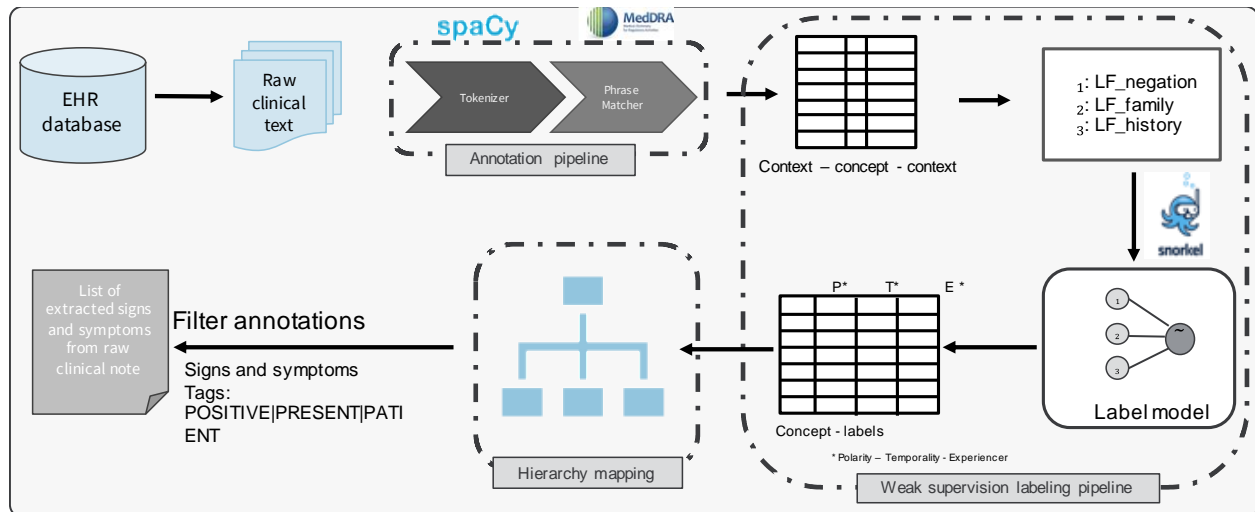 spaCy
MedDRA
EHR
database
Raw
clinical
text
Tokenizer
Phrase
Matcher
Annotation pipeline
Context – concept - context
1: LF_negation
2: LF_family
3: LF_history
snorkel
1
2
3
~
Label model
P* T* E *
Concept - labels
* Polarity – Temporality - Experiencer
Weak supervision labeling pipeline
Hierarchy mapping
Filter annotations
Signs and symptoms
Tags:
POSITIVE|PRESENT|PATI
ENT
List of
extracted signs
and symptoms
from raw
clinical note